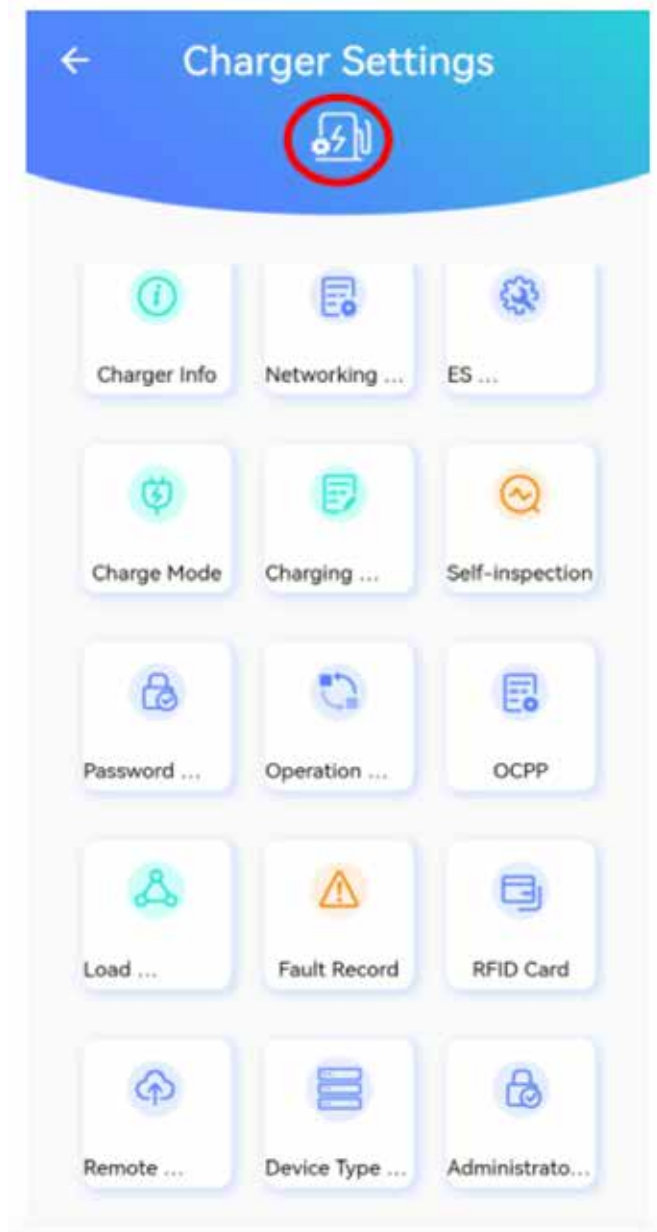 Charger Settings
Charger Info
Networking ...
ES ...
Charge Mode
Charging ...
Self-inspection
Password ...
Operation ...
OCPP
Load ...
Fault Record
RFID Card
Remote ...
Device Type ...
Administrato...